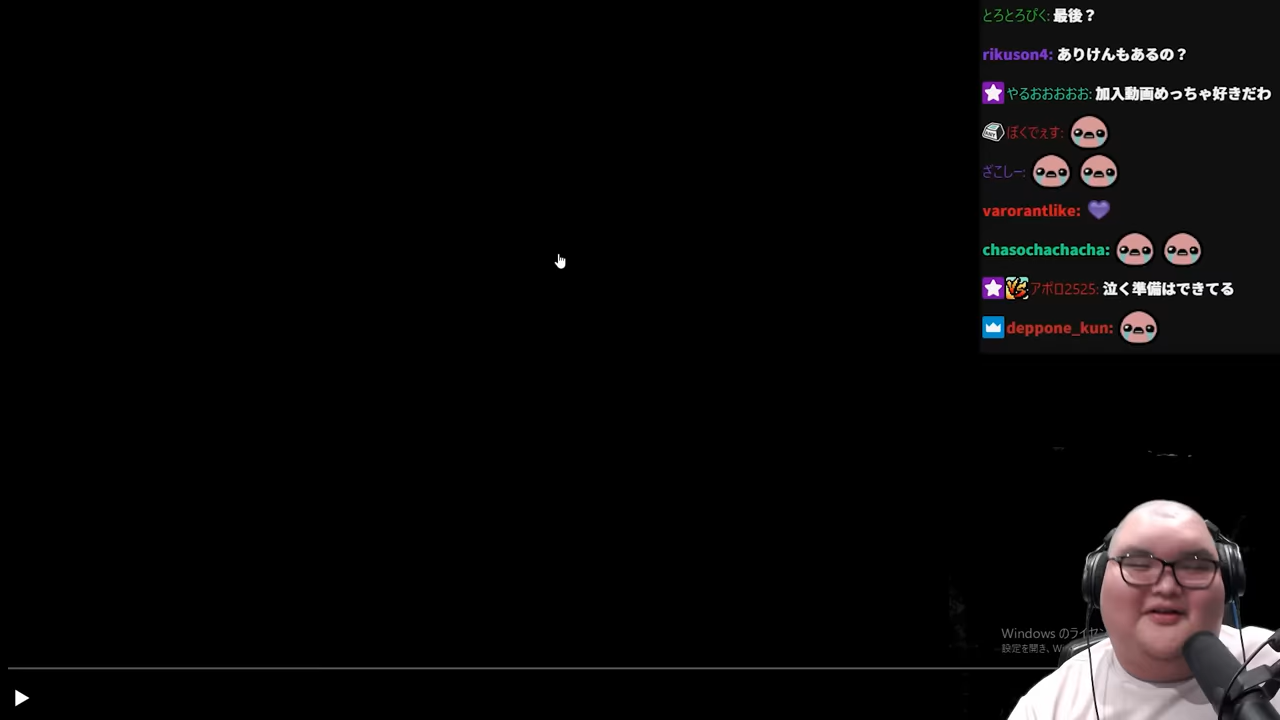 とろとろびく: 最後？
rikuson4: ありけんもあるの？
やるおおおおお: 加入動画めっちゃ好きだわ
ぼくでぇす:
ざこしー:
varorantlike:
chasochachacha:
アポロ2525: 泣く準備はできてる
deppone_kun:
Windows のライセン
設定を開き、